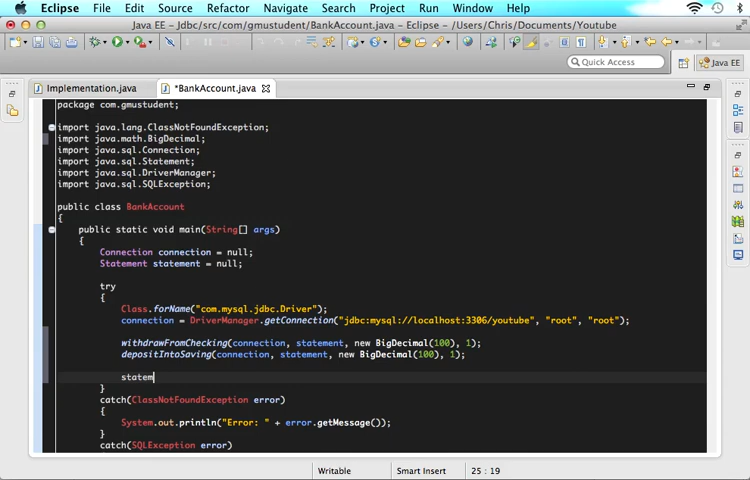 Eclipse File Edit Source Refactor Navigate Search Project Run Window Help
Java EE - Jdbc/src/com/gmustudent/BankAccount.java - Eclipse - /Users/Chris/Documents/Youtube
Quick Access
Java EE
Implementation.java
*BankAccount.java
package com.gmustudent;
import java.lang.ClassNotFoundException;
import java.math.BigDecimal;
import java.sql.Connection;
import java.sql.Statement;
import java.sql.DriverManager;
import java.sql.SQLException;
public class BankAccount
{
public static void main(String[] args)
{
Connection connection = null;
Statement statement = null;
try
{
Class.forName("com.mysql.jdbc.Driver");
connection = DriverManager.getConnection("jdbc:mysql://localhost:3306/youtube", "root", "root");
withdrawFromChecking(connection, statement, new BigDecimal(100), 1);
depositIntoSaving(connection, statement, new BigDecimal(100), 1);
statem
}
catch(ClassNotFoundException error)
{
System.out.println("Error: " + error.getMessage());
}
catch(SQLException error)
Writable
Smart Insert
25 : 19